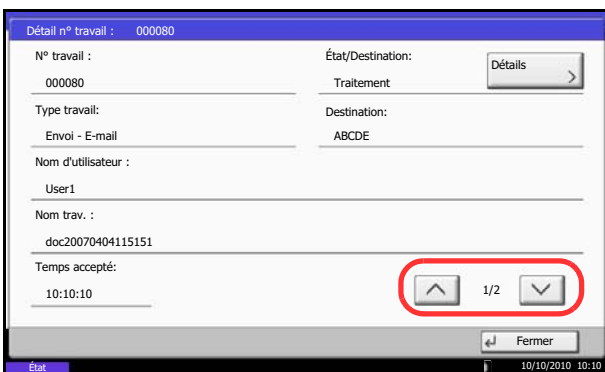 Détail n° travail : 000080
N° travail :
000080
État/Destination:
Traitement
Détails
Type travail:
Envoi - E-mail
Destination:
ABCDE
Nom d'utilisateur :
User1
Nom trav. :
doc20070404115151
Temps accepté:
10:10:10
1/2
Fermer
État
10/10/2010 10:10